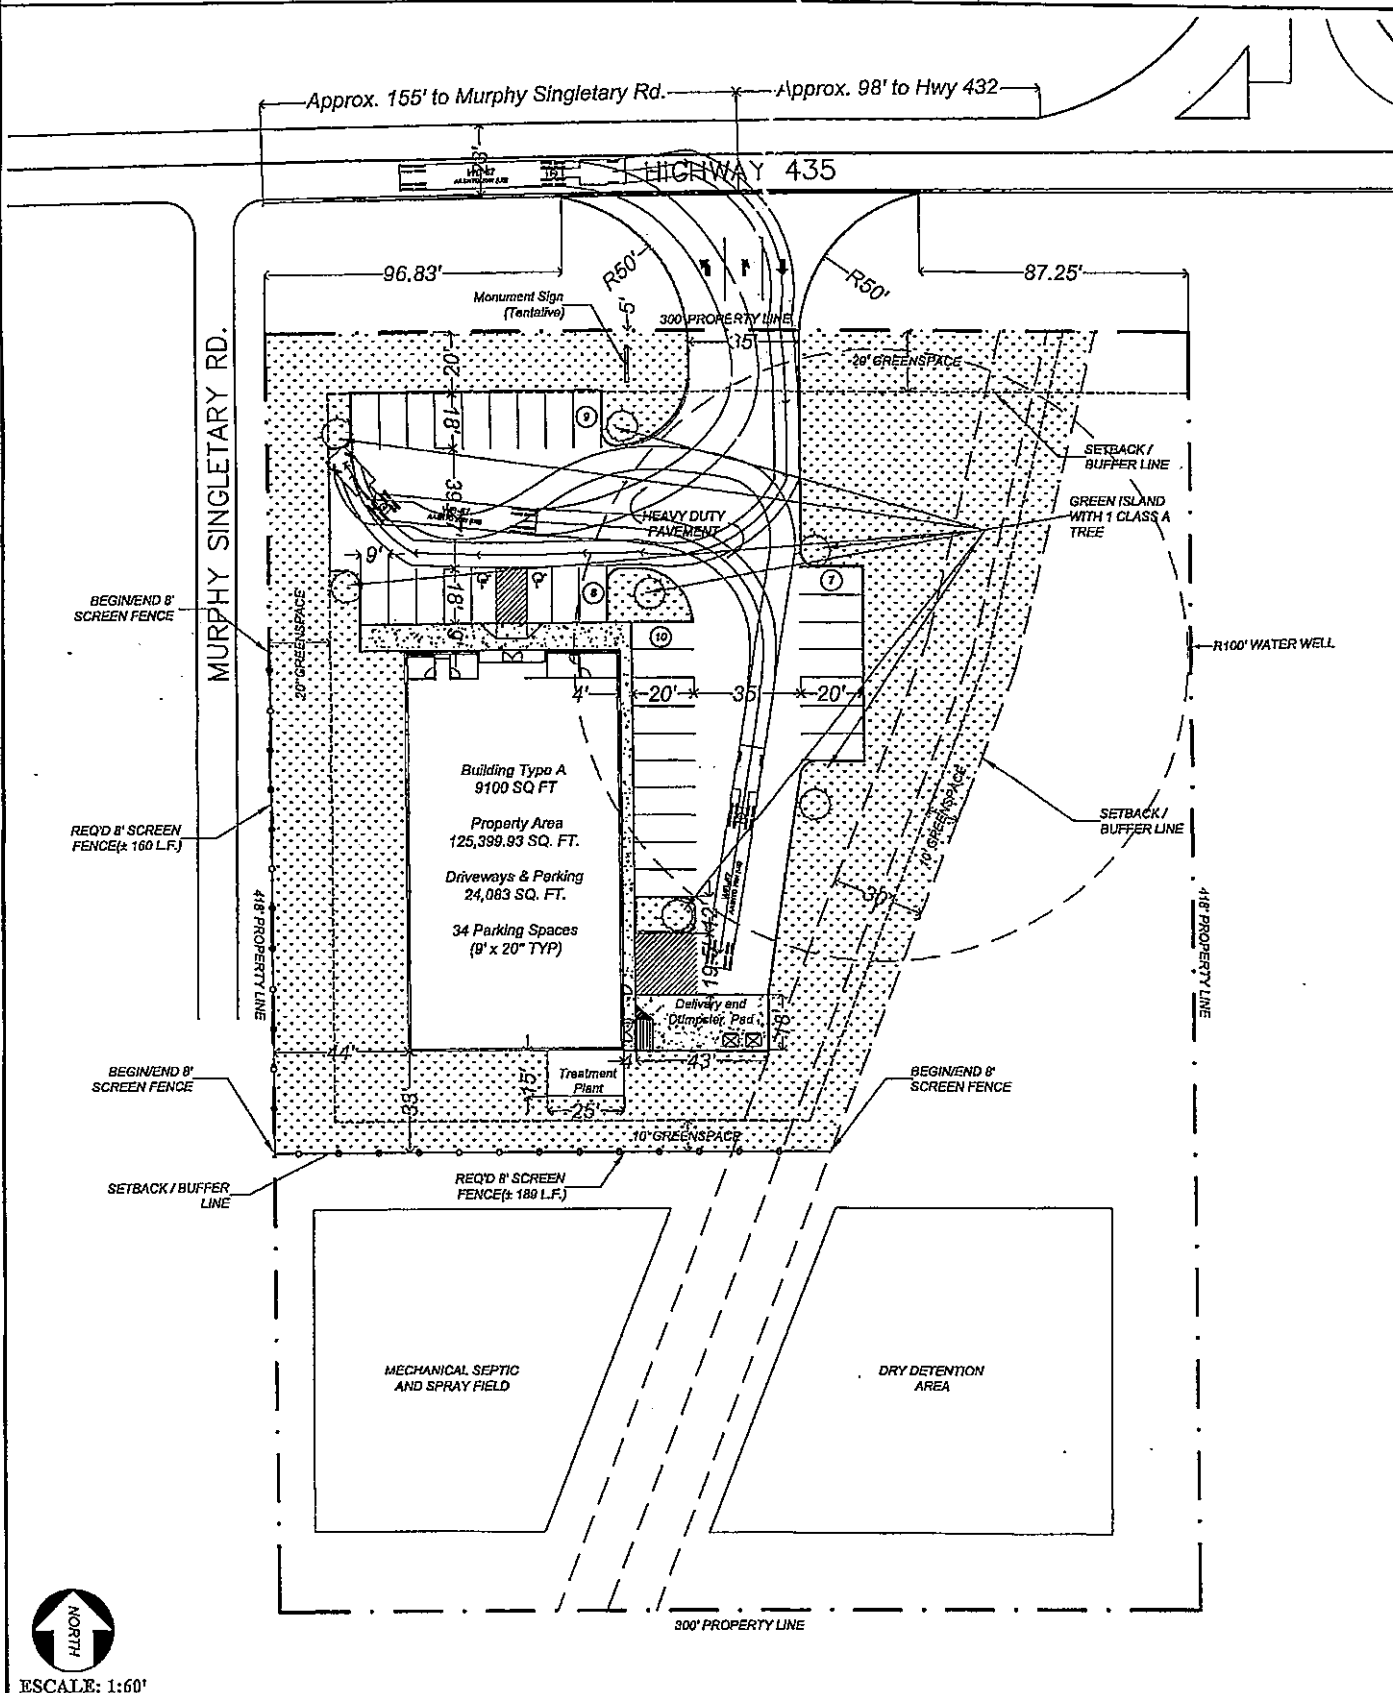 Approx. 155' to Murphy Singletary Rd.
Approx. 98' to Hwy 432
HIGHWAY 435
96.83'
R50'
R50'
87.25'
Monument Sign
(Tentative)
5'
300' PROPERTY LINE
35'
20'
20' GREENSPACE
MURPHY SINGLETARY RD.
18'
9
SETBACK /
BUFFER LINE
39'
GREEN ISLAND
WITH 1 CLASS A
TREE
HEAVY DUTY
PAVEMENT
9'
18'
8
7
BEGIN/END 8'
SCREEN FENCE
20' GREENSPACE
9'
10
R100' WATER WELL
4'
20'
35'
20'
Building Type A
9100 SQ FT
Property Area
125,399.93 SQ. FT.
Driveways & Parking
24,083 SQ. FT.
34 Parking Spaces
(9' x 20" TYP)
REQ'D 8' SCREEN
FENCE(± 160 L.F.)
10' GREENSPACE
SETBACK /
BUFFER LINE
30'
418' PROPERTY LINE
418' PROPERTY LINE
12'
19.5'
Delivery and
Dumpster Pad
18'
44'
4'
43'
BEGIN/END 8'
SCREEN FENCE
15'
Treatment
Plant
25'
33'
BEGIN/END 8'
SCREEN FENCE
10' GREENSPACE
SETBACK / BUFFER
LINE
REQ'D 8' SCREEN
FENCE(± 189 L.F.)
MECHANICAL SEPTIC
AND SPRAY FIELD
DRY DETENTION
AREA
300' PROPERTY LINE
NORTH
ESCALE: 1:60'